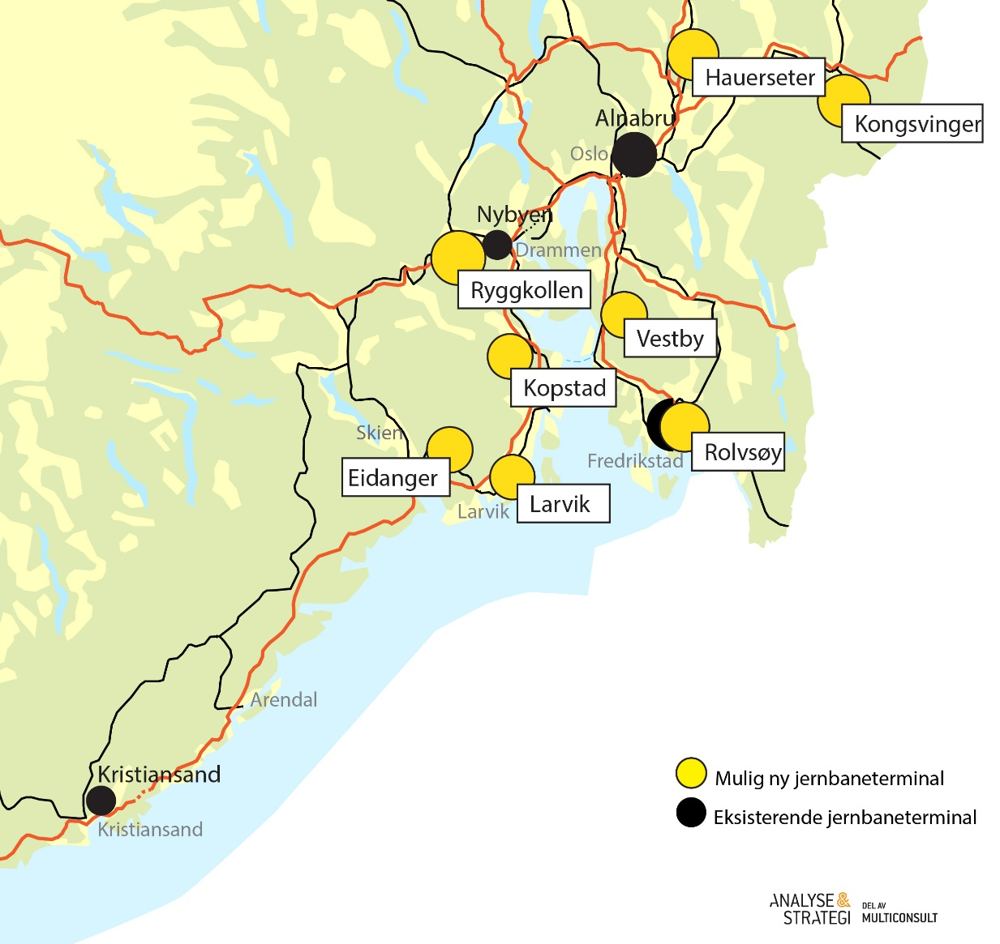 Hauerseter
Kongsvinger
Alnabru
Oslo
Nybyen
Drammen
Ryggkollen
Vestby
Kopstad
Skien
Rolvsøy
Fredrikstad
Eidanger
Larvik
Larvik
Arendal
Kristiansand
Kristiansand
Mulig ny jernbaneterminal
Eksisterende jernbaneterminal
ANALYSE & STRATEGI
DEL AV MULTICONSULT